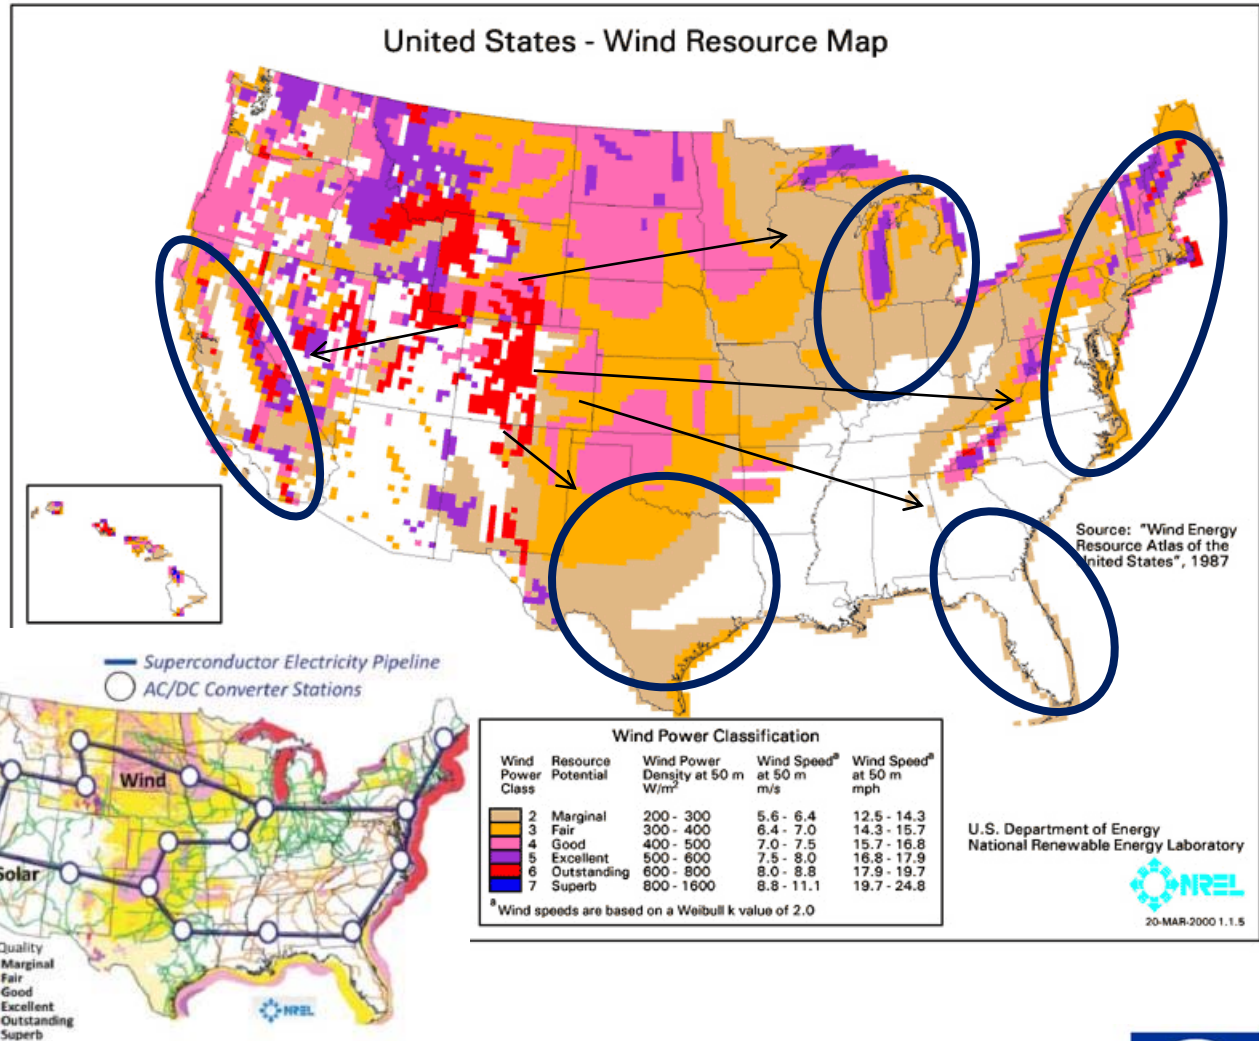 United States - Wind Resource Map
Source: "Wind Energy
Resource Atlas of the
United States", 1987
Superconductor Electricity Pipeline
AC/DC Converter Stations
Wind
Solar
Quality
Marginal
Fair
Good
Excellent
Outstanding
Superb
NREL
Wind Power Classification
Wind Power Class Resource Potential Wind Power Density at 50 m W/m² Wind Speedᵃ at 50 m m/s Wind Speedᵃ at 50 m mph
2 Marginal 200 - 300 5.6 - 6.4 12.5 - 14.3
3 Fair 300 - 400 6.4 - 7.0 14.3 - 15.7
4 Good 400 - 500 7.0 - 7.5 15.7 - 16.8
5 Excellent 500 - 600 7.5 - 8.0 16.8 - 17.9
6 Outstanding 600 - 800 8.0 - 8.8 17.9 - 19.7
7 Superb 800 - 1600 8.8 - 11.1 19.7 - 24.8
ᵃ Wind speeds are based on a Weibull k value of 2.0
U.S. Department of Energy
National Renewable Energy Laboratory
NREL
20-MAR-2000 1.1.5